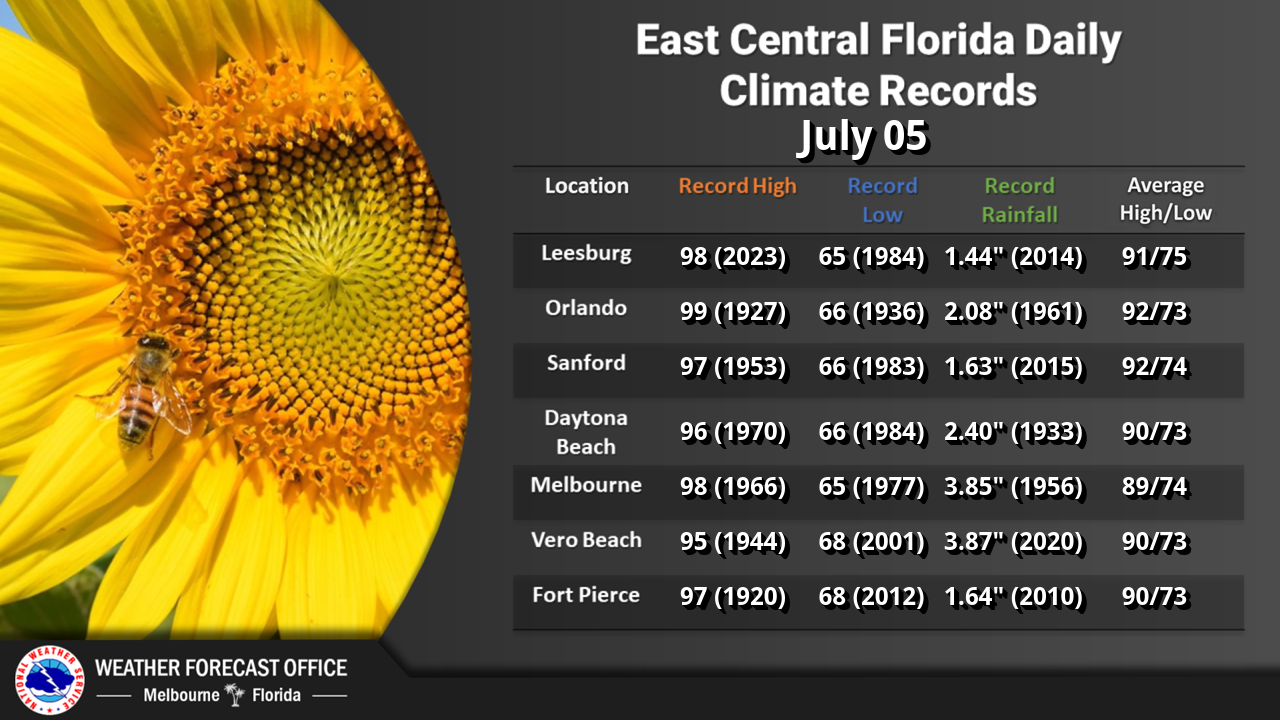 East Central Florida Daily
Climate Records
July 05
Location Record High Record Low Record Rainfall Average High/Low
Leesburg 98 (2023) 65 (1984) 1.44" (2014) 91/75
Orlando 99 (1927) 66 (1936) 2.08" (1961) 92/73
Sanford 97 (1953) 66 (1983) 1.63" (2015) 92/74
Daytona Beach 96 (1970) 66 (1984) 2.40" (1933) 90/73
Melbourne 98 (1966) 65 (1977) 3.85" (1956) 89/74
Vero Beach 95 (1944) 68 (2001) 3.87" (2020) 90/73
Fort Pierce 97 (1920) 68 (2012) 1.64" (2010) 90/73
NATIONAL WEATHER SERVICE
WEATHER FORECAST OFFICE
Melbourne Florida